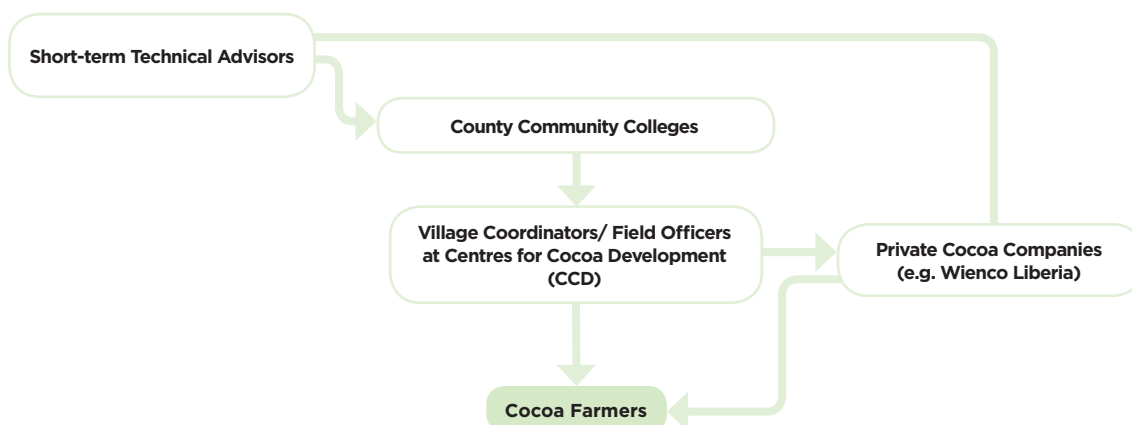 Short-term Technical Advisors
County Community Colleges
Village Coordinators/ Field Officers
at Centres for Cocoa Development
(CCD)
Private Cocoa Companies
(e.g. Wienco Liberia)
Cocoa Farmers